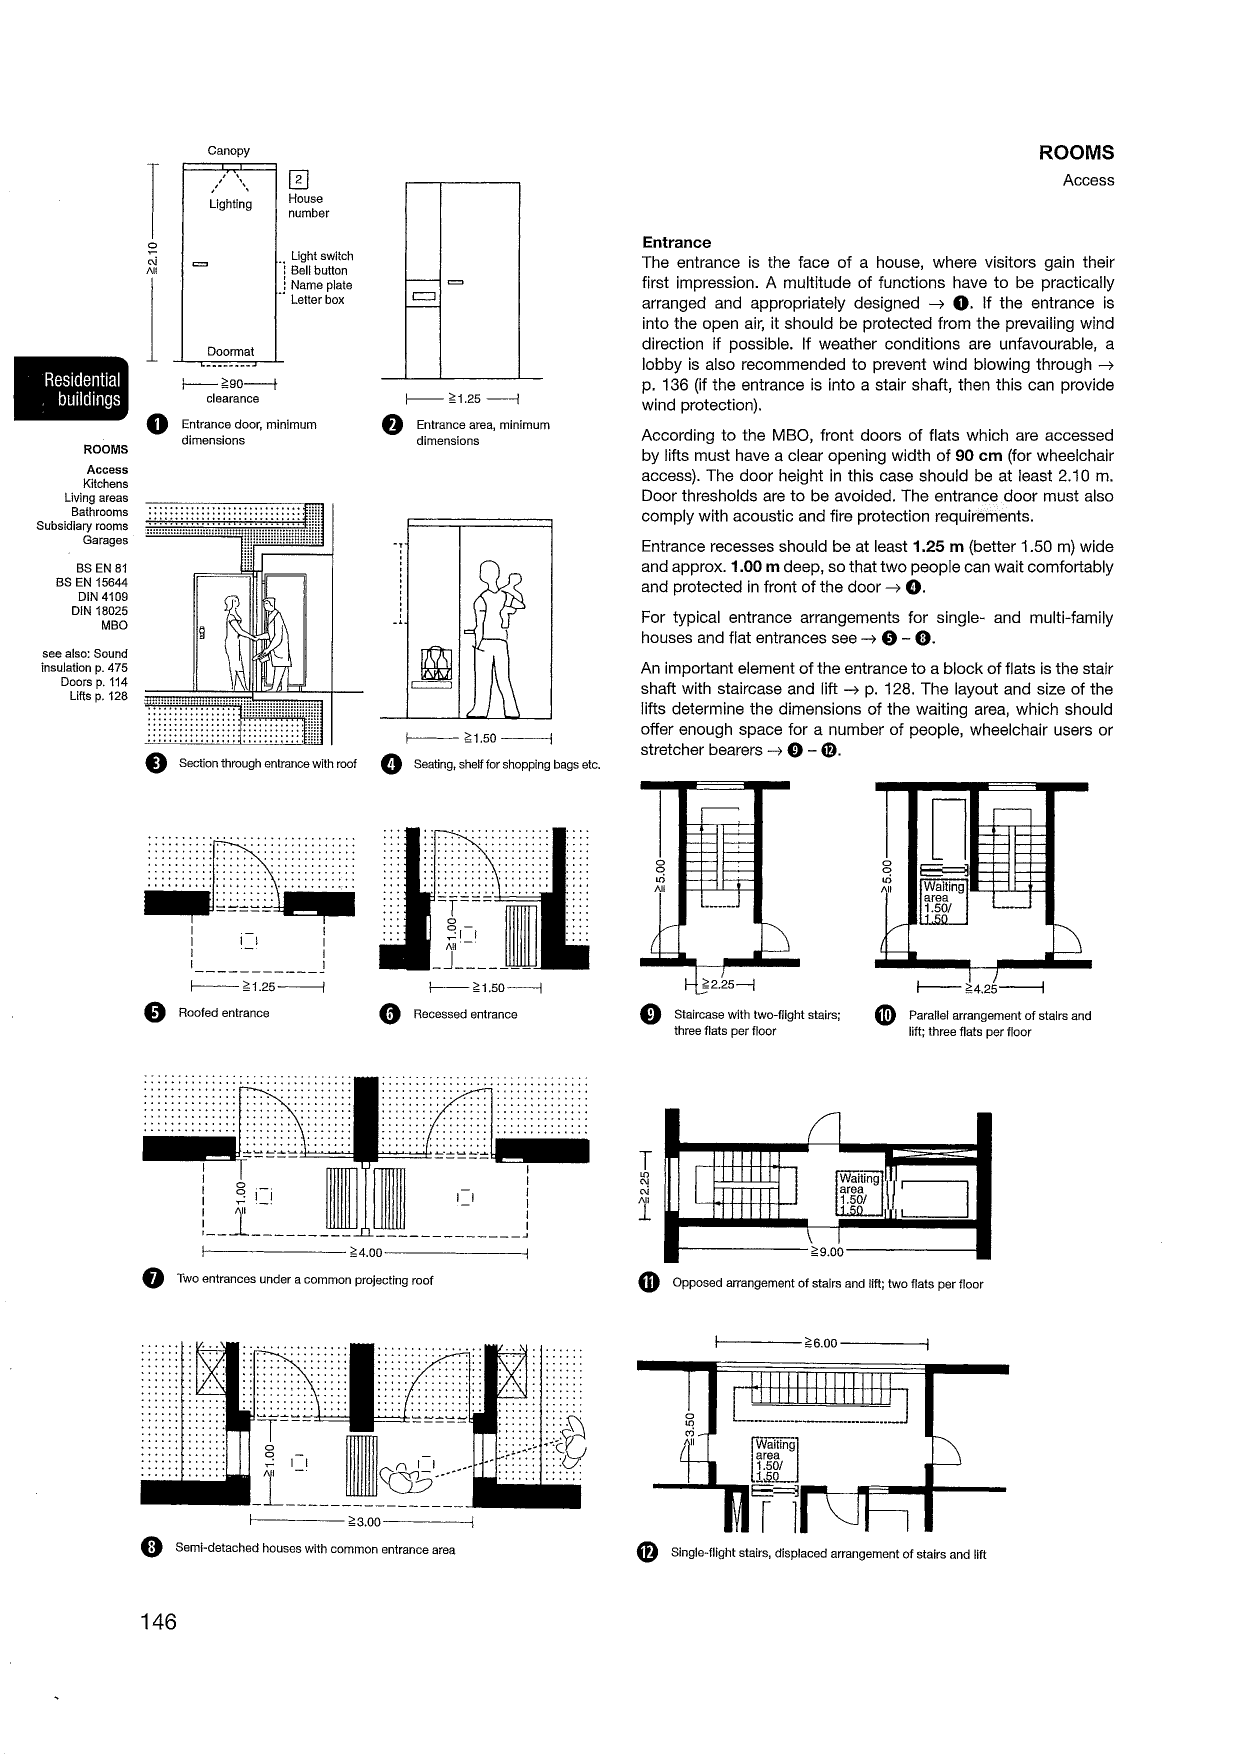 ROOMS
Access
Residential
buildings
ROOMS
Access
Kitchens
Living areas
Bathrooms
Subsidiary rooms
Garages
BS EN 81
BS EN 15644
DIN 4109
DIN 18025
MBO
see also: Sound
insulation p. 475
Doors p. 114
Lifts p. 128
Canopy
Lighting
2
House
number
≧2.10
Light switch
Bell button
Name plate
Letter box
Doormat
≧90
clearance
1 Entrance door, minimum
dimensions
≧1.25
2 Entrance area, minimum
dimensions
3 Section through entrance with roof
≧1.50
4 Seating, shelf for shopping bags etc.
≧1.25
5 Roofed entrance
≧1.00
≧1.50
6 Recessed entrance
≧1.00
≧4.00
7 Two entrances under a common projecting roof
≧1.00
≧3.00
8 Semi-detached houses with common entrance area
Entrance
The entrance is the face of a house, where visitors gain their
first impression. A multitude of functions have to be practically
arranged and appropriately designed → 1. If the entrance is
into the open air, it should be protected from the prevailing wind
direction if possible. If weather conditions are unfavourable, a
lobby is also recommended to prevent wind blowing through →
p. 136 (if the entrance is into a stair shaft, then this can provide
wind protection).
According to the MBO, front doors of flats which are accessed
by lifts must have a clear opening width of 90 cm (for wheelchair
access). The door height in this case should be at least 2.10 m.
Door thresholds are to be avoided. The entrance door must also
comply with acoustic and fire protection requirements.
Entrance recesses should be at least 1.25 m (better 1.50 m) wide
and approx. 1.00 m deep, so that two people can wait comfortably
and protected in front of the door → 4.
For typical entrance arrangements for single- and multi-family
houses and flat entrances see → 5 – 8.
An important element of the entrance to a block of flats is the stair
shaft with staircase and lift → p. 128. The layout and size of the
lifts determine the dimensions of the waiting area, which should
offer enough space for a number of people, wheelchair users or
stretcher bearers → 9 – 12.
≧5.00
≧2.25
9 Staircase with two-flight stairs;
three flats per floor
≧5.00
Waiting
area
1.50/
1.50
≧4.25
10 Parallel arrangement of stairs and
lift; three flats per floor
≧2.25
Waiting
area
1.50/
1.50
≧9.00
11 Opposed arrangement of stairs and lift; two flats per floor
≧6.00
≧3.50
Waiting
area
1.50/
1.50
12 Single-flight stairs, displaced arrangement of stairs and lift
146